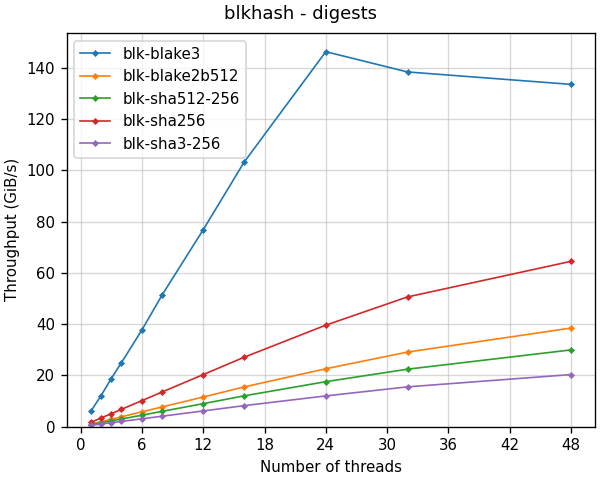 blkhash - digests
blk-blake3
blk-blake2b512
blk-sha512-256
blk-sha256
blk-sha3-256
Throughput (GiB/s)
140
120
100
80
60
40
20
0
0 6 12 18 24 30 36 42 48
Number of threads